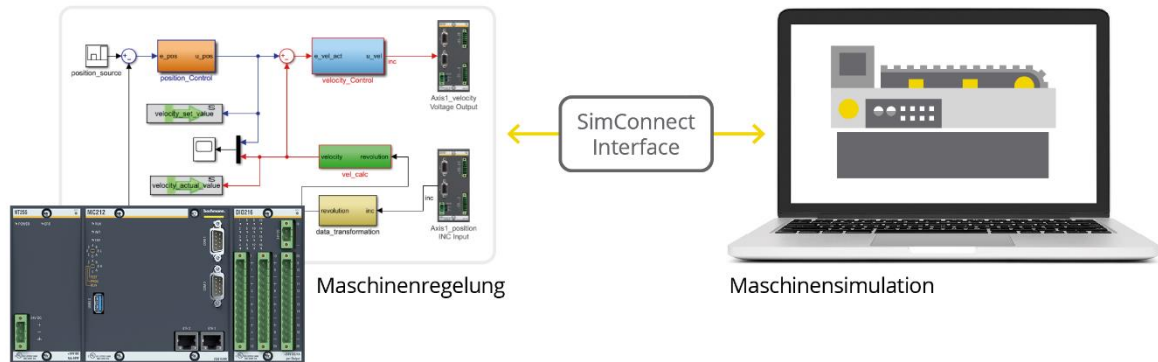 position_source
e_pos u_pos
position_Control
e_vel_act u_vel
velocity_Control
inc
Axis1_velocity
Voltage Output
velocity_set_value
velocity_actual_value
velocity revolution
vel_calc
revolution inc
data_transformation
inc
Axis1_position
INC Input
SimConnect
Interface
MC212
Maschinenregelung
Maschinensimulation